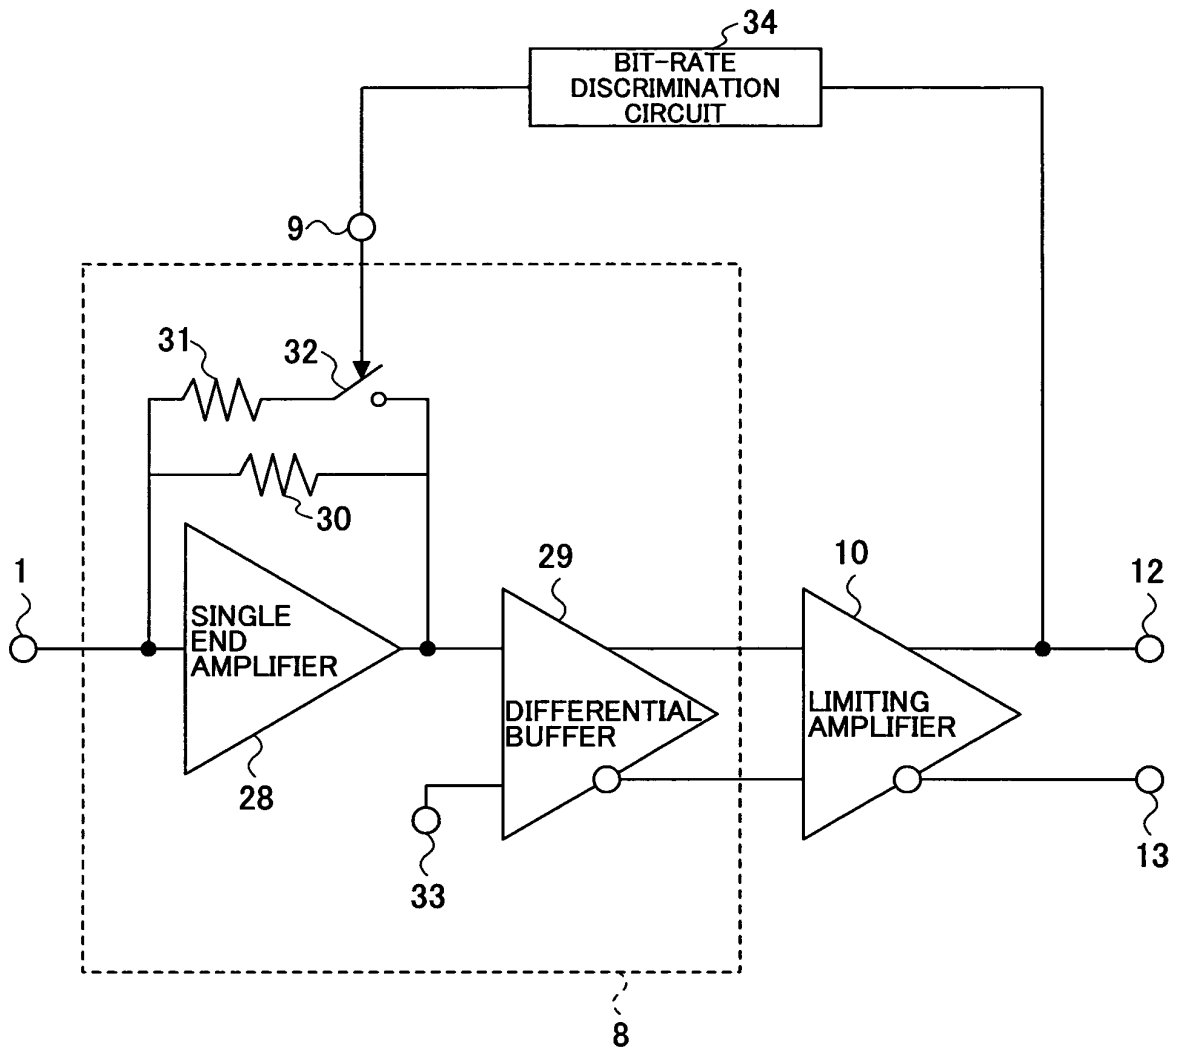 34
BIT-RATE
DISCRIMINATION
CIRCUIT
9
31
32
30
1
SINGLE
END
AMPLIFIER
28
29
DIFFERENTIAL
BUFFER
33
10
LIMITING
AMPLIFIER
12
13
8